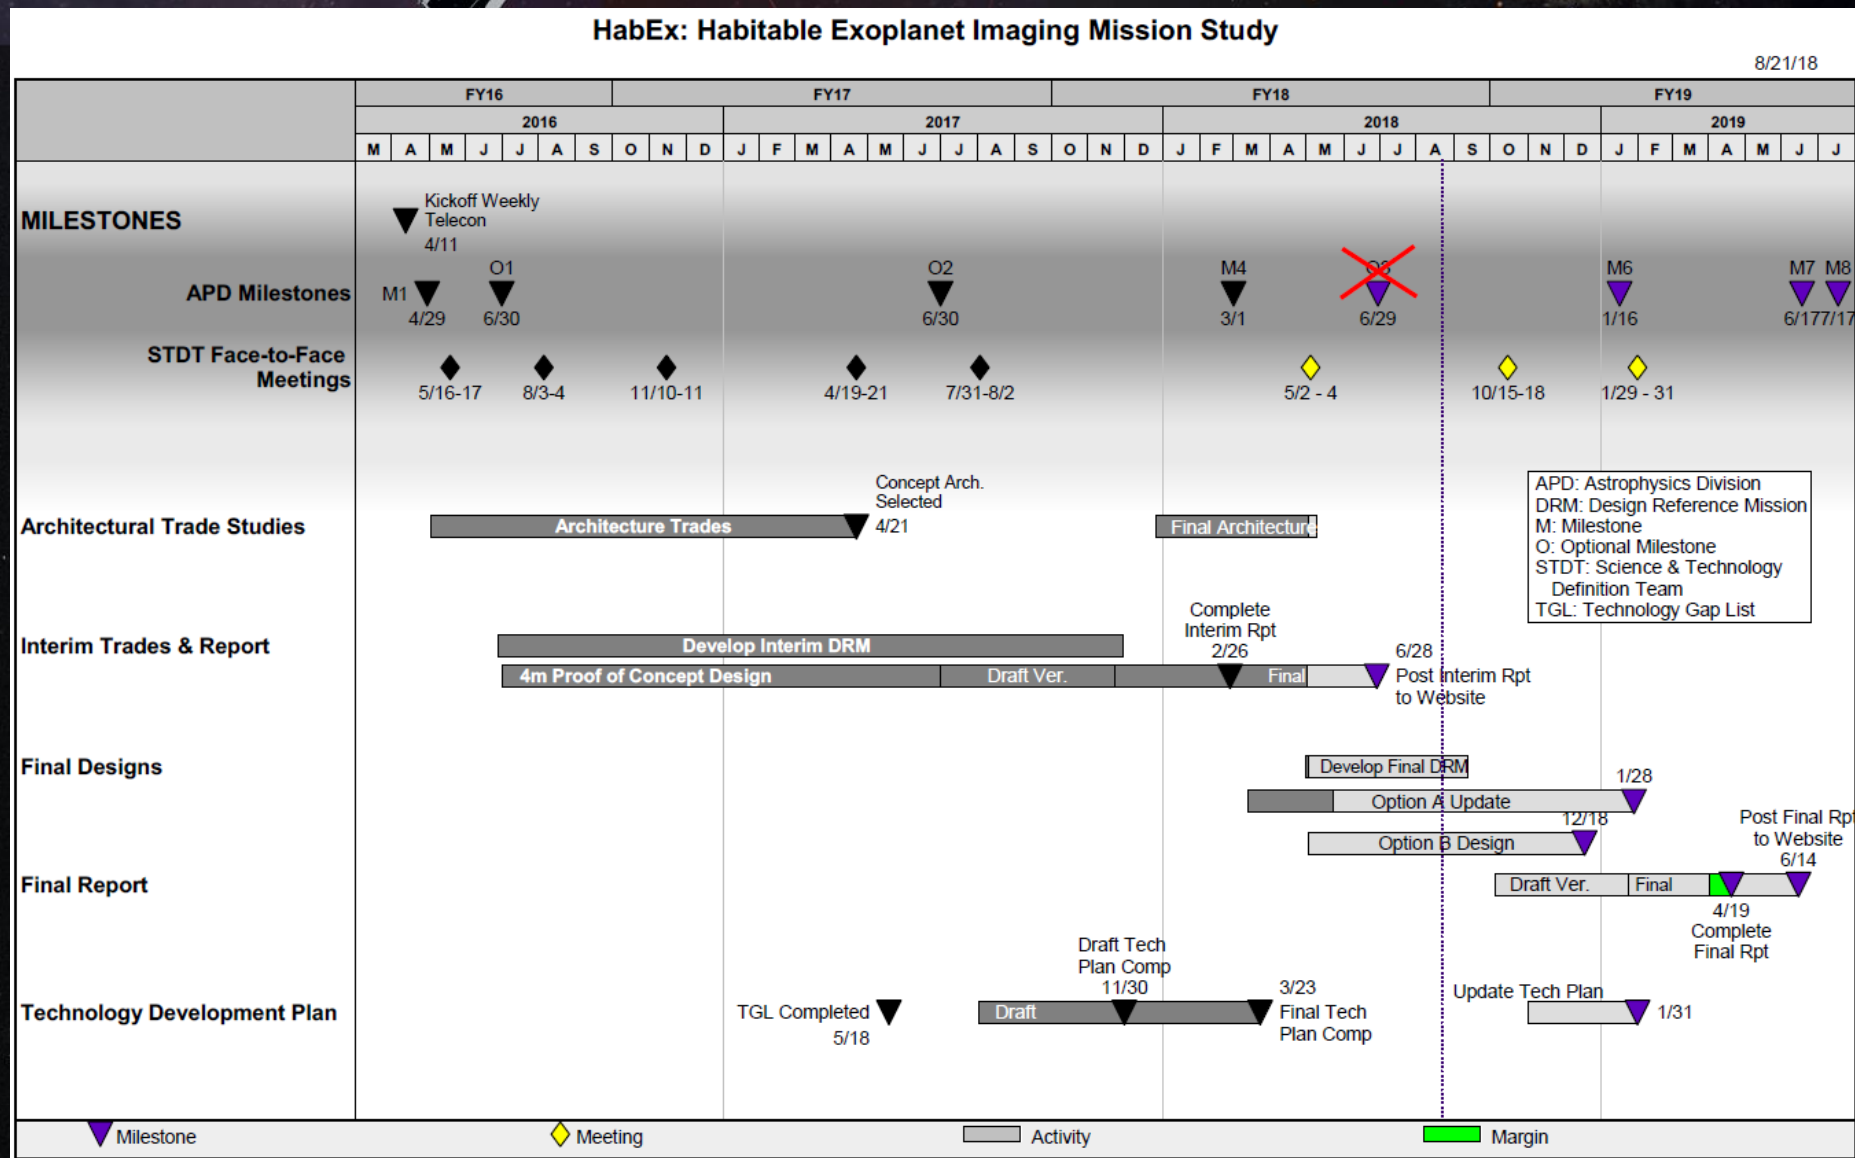 HabEx: Habitable Exoplanet Imaging Mission Study
8/21/18
FY16 FY17 FY18 FY19
2016 2017 2018 2019
M A M J J A S O N D J F M A M J J A S O N D J F M A M J J A S O N D J F M A M J J
MILESTONES
Kickoff Weekly
Telecon
4/11
APD Milestones
M1 O1 O2 M4 O3 M6 M7 M8
4/29 6/30 6/30 3/1 6/29 1/16 6/17 7/17
STDT Face-to-Face
Meetings
5/16-17 8/3-4 11/10-11 4/19-21 7/31-8/2 5/2 - 4 10/15-18 1/29 - 31
Architectural Trade Studies
Architecture Trades
Concept Arch.
Selected
4/21
Final Architecture
APD: Astrophysics Division
DRM: Design Reference Mission
M: Milestone
O: Optional Milestone
STDT: Science & Technology
Definition Team
TGL: Technology Gap List
Interim Trades & Report
Develop Interim DRM
4m Proof of Concept Design
Draft Ver.
Complete
Interim Rpt
2/26
Final
6/28
Post Interim Rpt
to Website
Final Designs
Develop Final DRM
Option A Update
1/28
Option B Design
12/18
Final Report
Draft Ver.
Final
4/19
Complete
Final Rpt
Post Final Rpt
to Website
6/14
Technology Development Plan
TGL Completed
5/18
Draft
Draft Tech
Plan Comp
11/30
3/23
Final Tech
Plan Comp
Update Tech Plan
1/31
Milestone
Meeting
Activity
Margin